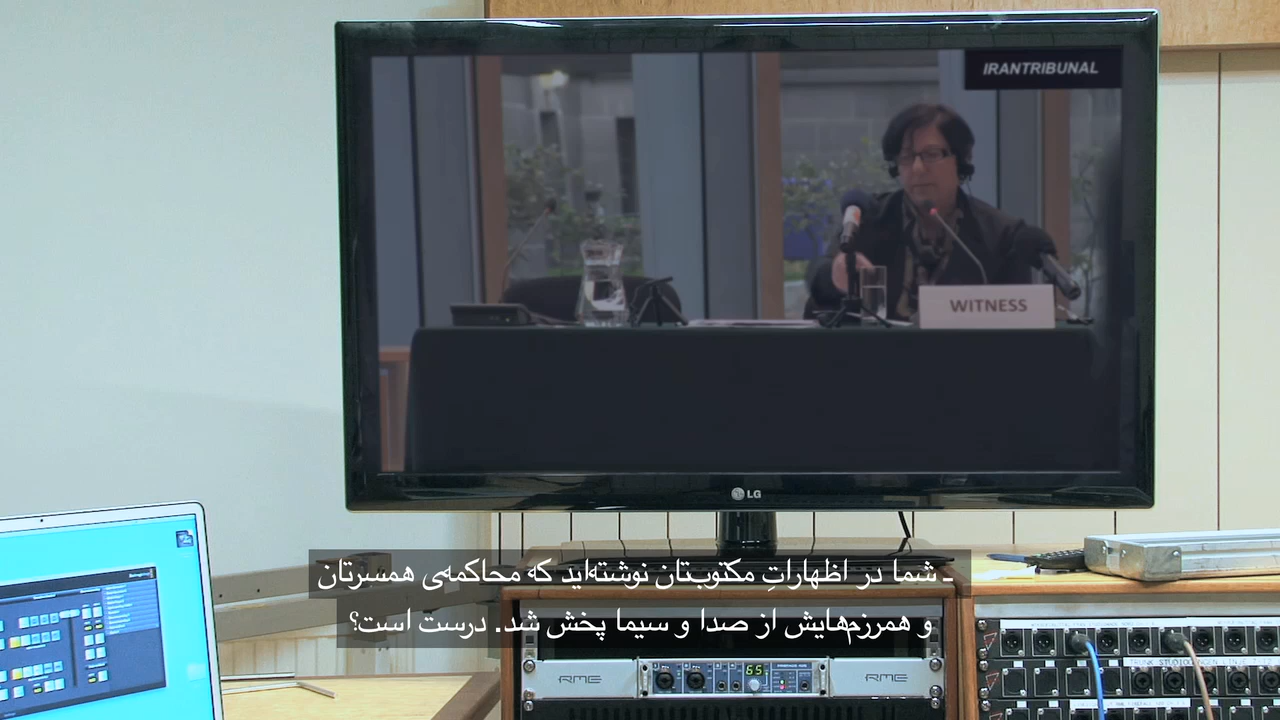 IRANTRIBUNAL
WITNESS
LG
ـ شما در اظهاراتِ مکتوبتان نوشته‌اید که محاکمه‌ی همسرتان
و همرزم‌هایش از صدا و سیما پخش شد. درست است؟
RME
65
RME